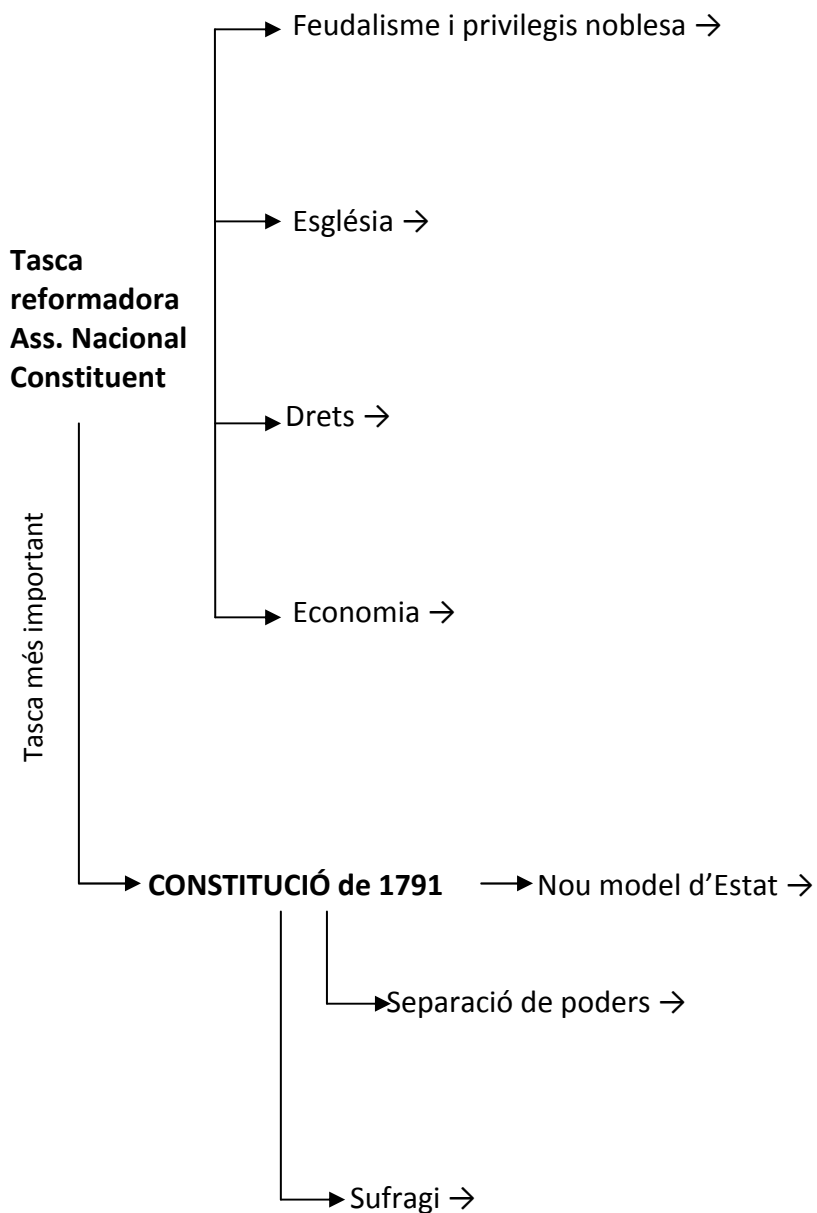 Feudalisme i privilegis noblesa →
Església →
Tasca
reformadora
Ass. Nacional
Constituent
Drets →
Economia →
Tasca més important
CONSTITUCIÓ de 1791
Nou model d’Estat →
Separació de poders →
Sufragi →